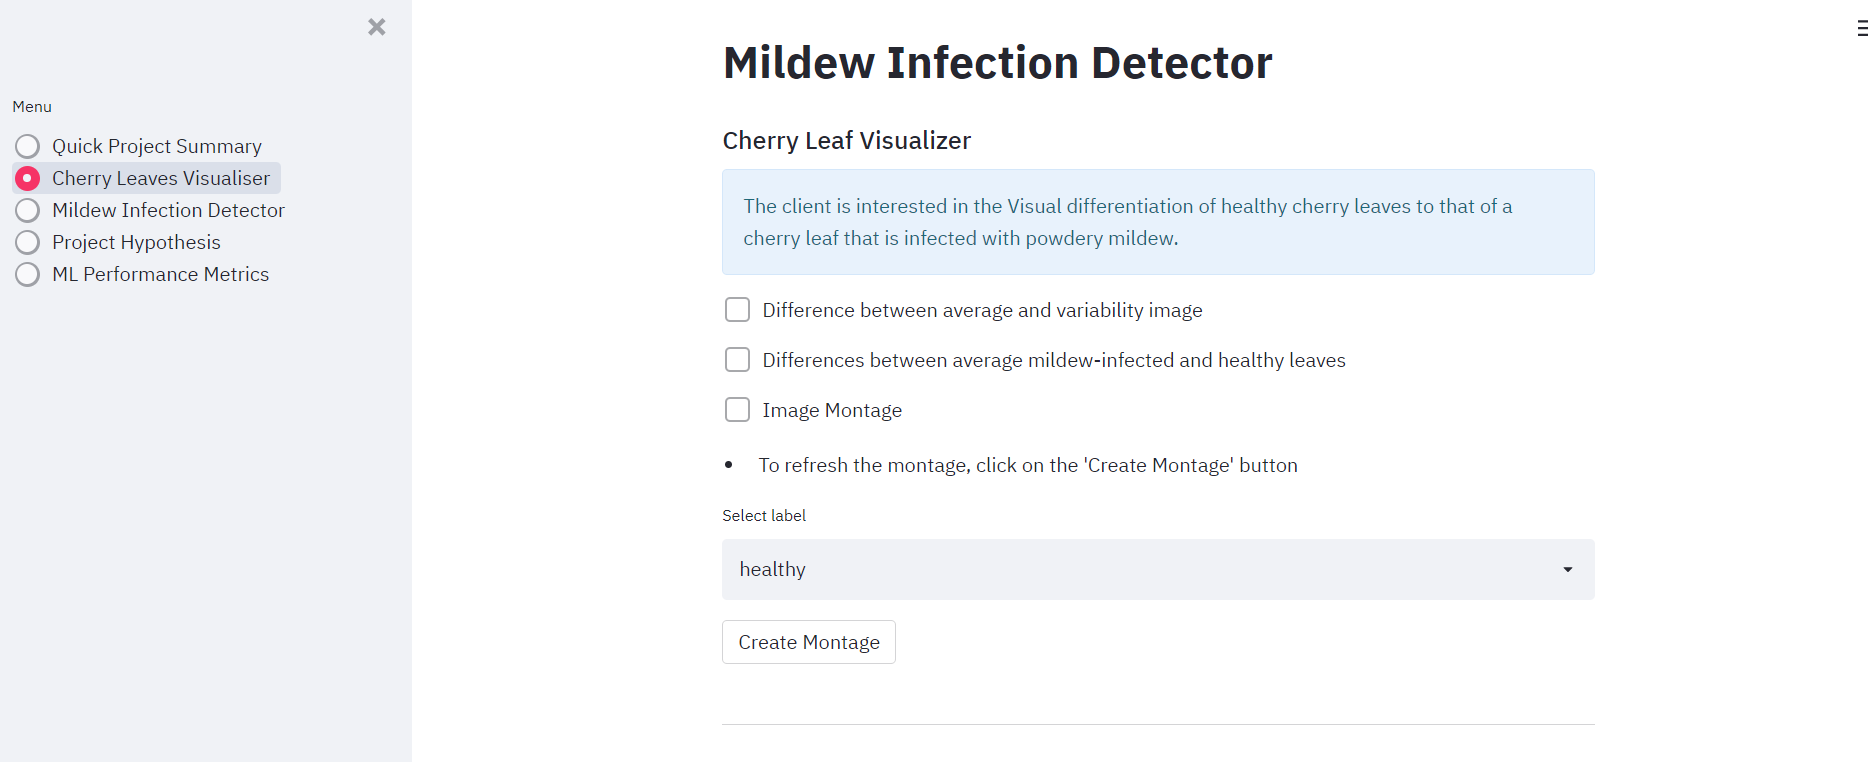 Menu
Quick Project Summary
Cherry Leaves Visualiser
Mildew Infection Detector
Project Hypothesis
ML Performance Metrics
Mildew Infection Detector
Cherry Leaf Visualizer
The client is interested in the Visual differentiation of healthy cherry leaves to that of a
cherry leaf that is infected with powdery mildew.
Difference between average and variability image
Differences between average mildew-infected and healthy leaves
Image Montage
• To refresh the montage, click on the 'Create Montage' button
Select label
healthy
Create Montage